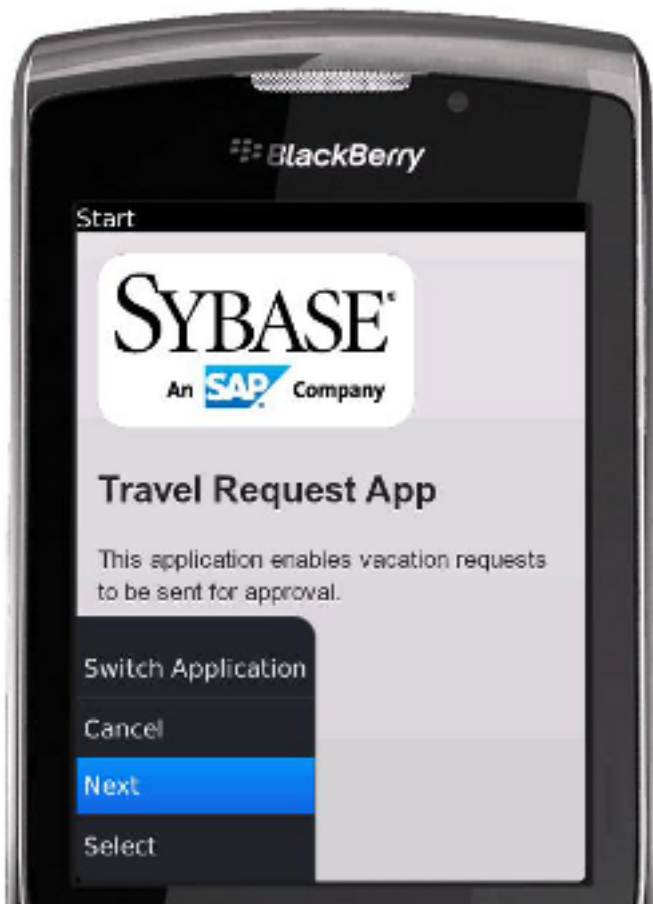 BlackBerry
Start
SYBASE®
An SAP Company
Travel Request App
This application enables vacation requests
to be sent for approval.
Switch Application
Cancel
Next
Select